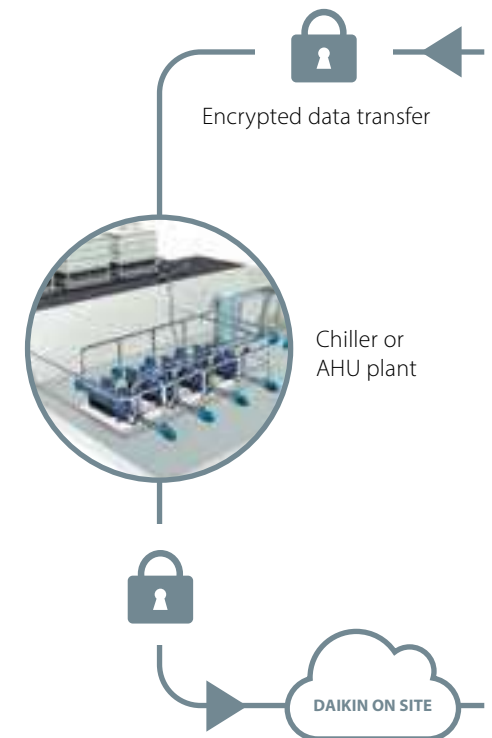 Encrypted data transfer
Chiller or
AHU plant
DAIKIN ON SITE